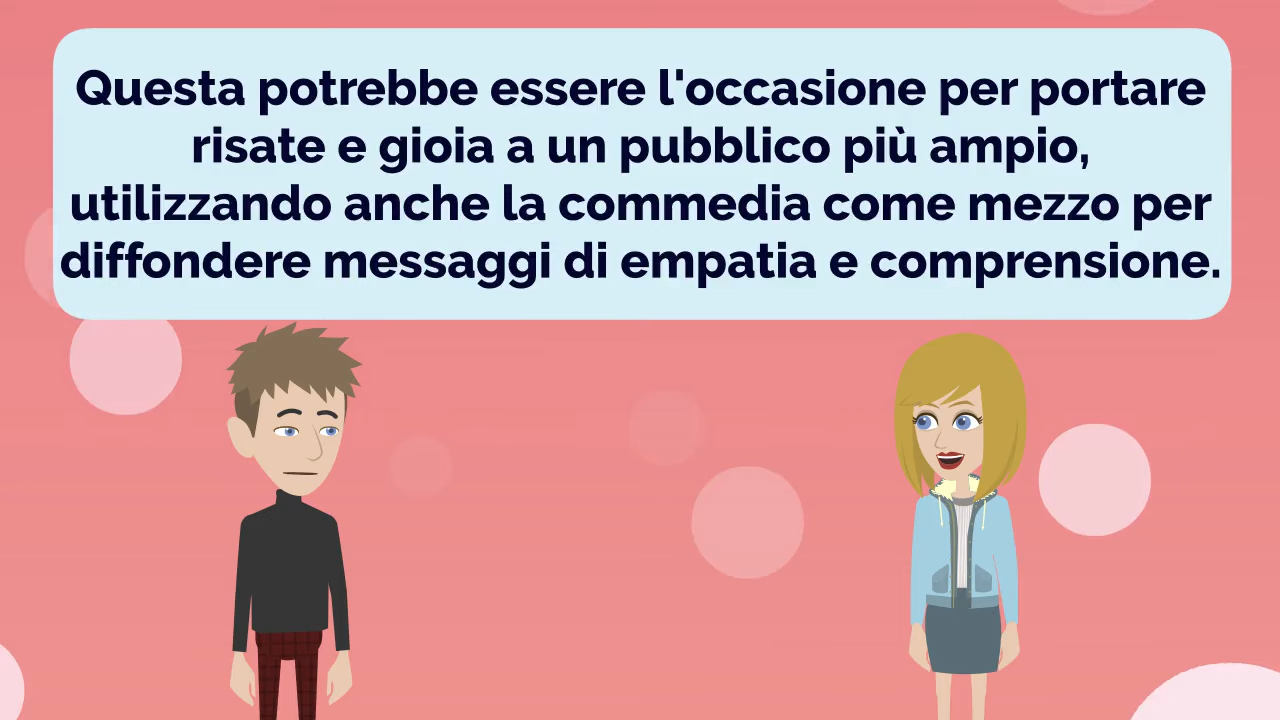 Questa potrebbe essere l'occasione per portare
risate e gioia a un pubblico più ampio,
utilizzando anche la commedia come mezzo per
diffondere messaggi di empatia e comprensione.